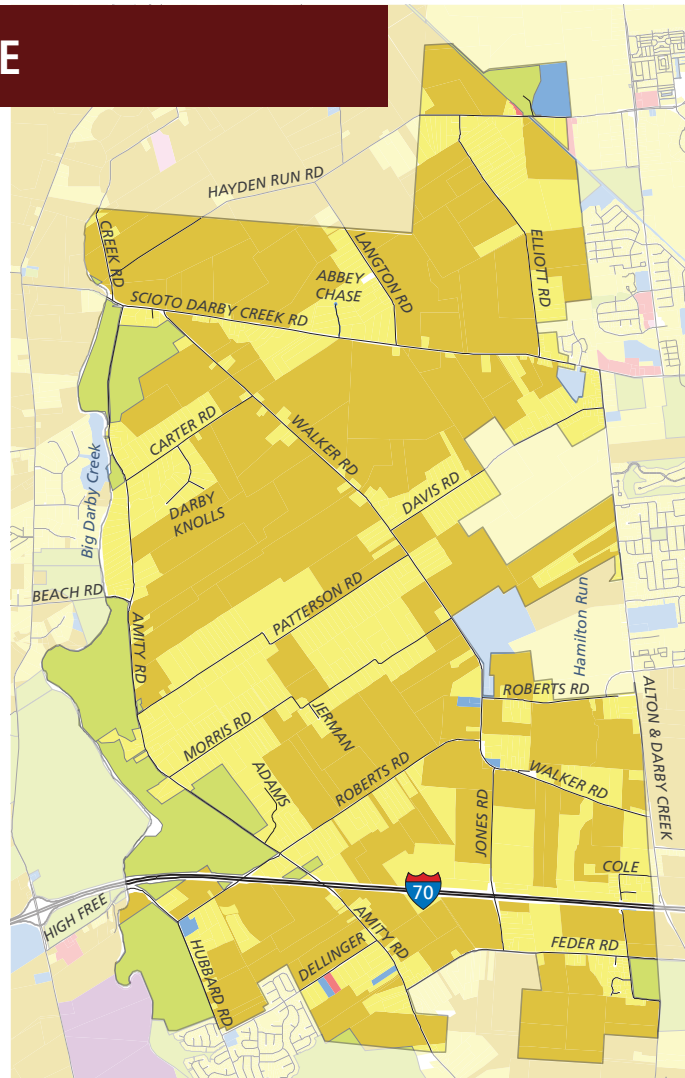 E
HAYDEN RUN RD
CREEK RD
LANGTON RD
ELLIOTT RD
ABBEY
CHASE
SCIOTO DARBY CREEK RD
CARTER RD
WALKER RD
DAVIS RD
DARBY
KNOLLS
Big Darby Creek
BEACH RD
PATTERSON RD
Hamilton Run
AMITY RD
ROBERTS RD
MORRIS RD
JERMAN
ALTON & DARBY CREEK
ADAMS
ROBERTS RD
WALKER RD
JONES RD
COLE
70
HIGH FREE
AMITY RD
FEDER RD
HUBBARD RD
DELLINGER